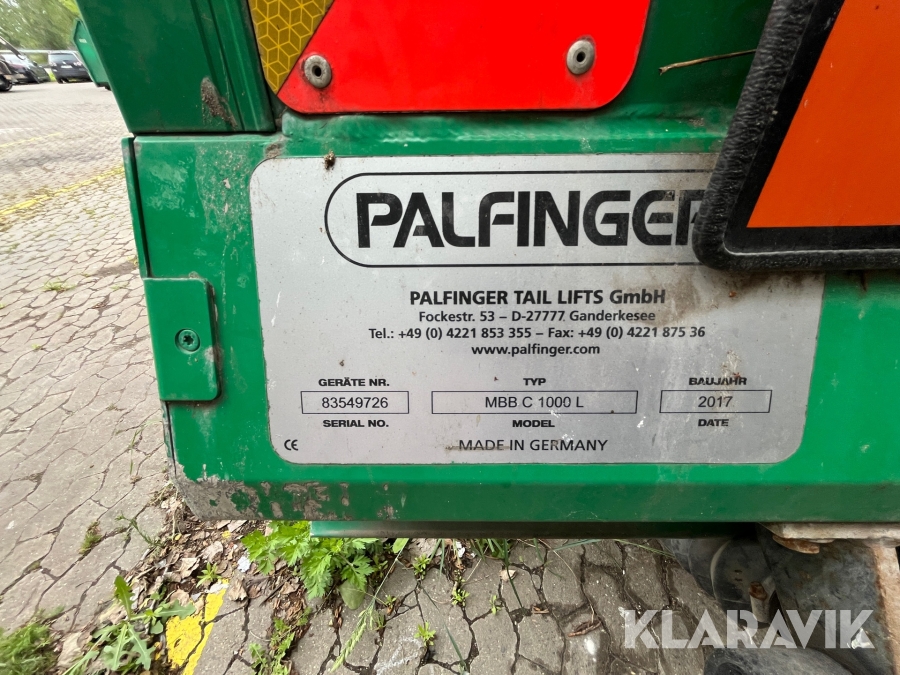 PALFINGER
PALFINGER TAIL LIFTS GmbH
Fockestr. 53 – D-27777 Ganderkesee
Tel.: +49 (0) 4221 853 355 – Fax: +49 (0) 4221 875 36
www.palfinger.com
GERÄTE NR. TYP BAUJAHR
83549726 MBB C 1000 L 2017
SERIAL NO. MODEL DATE
CE MADE IN GERMANY
KLARAVIK